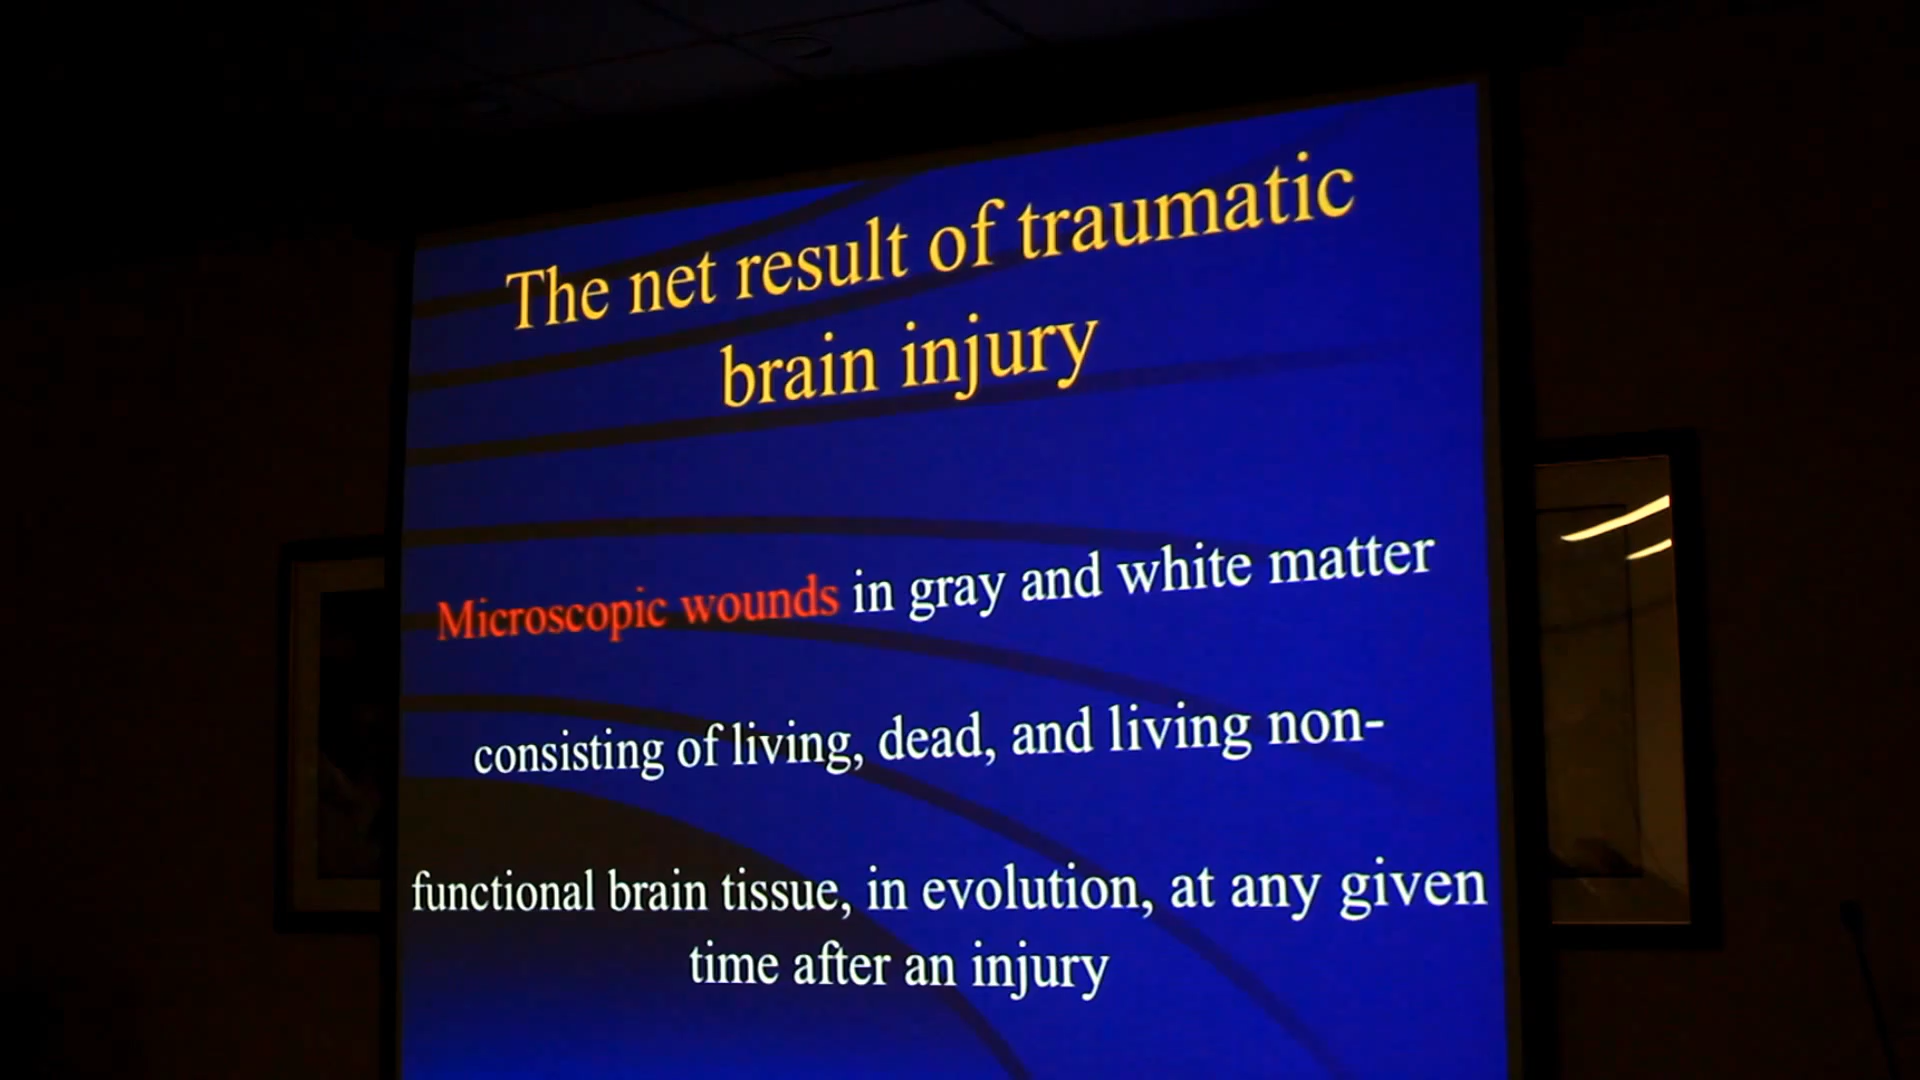 The net result of traumatic
brain injury
Microscopic wounds in gray and white matter
consisting of living, dead, and living non-
functional brain tissue, in evolution, at any given
time after an injury